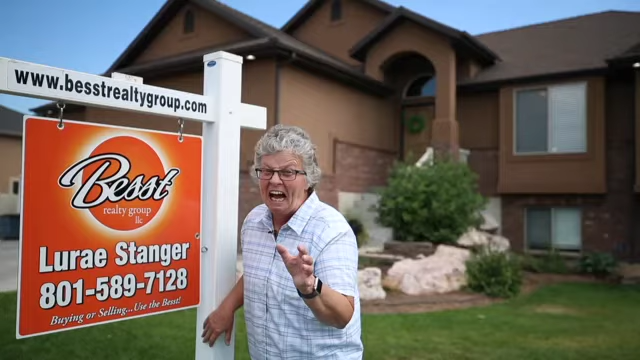 www.besstrealtygroup.com
Besst
realty group
llc
Lurae Stanger
801-589-7128
Buying or Selling...Use the Besst!